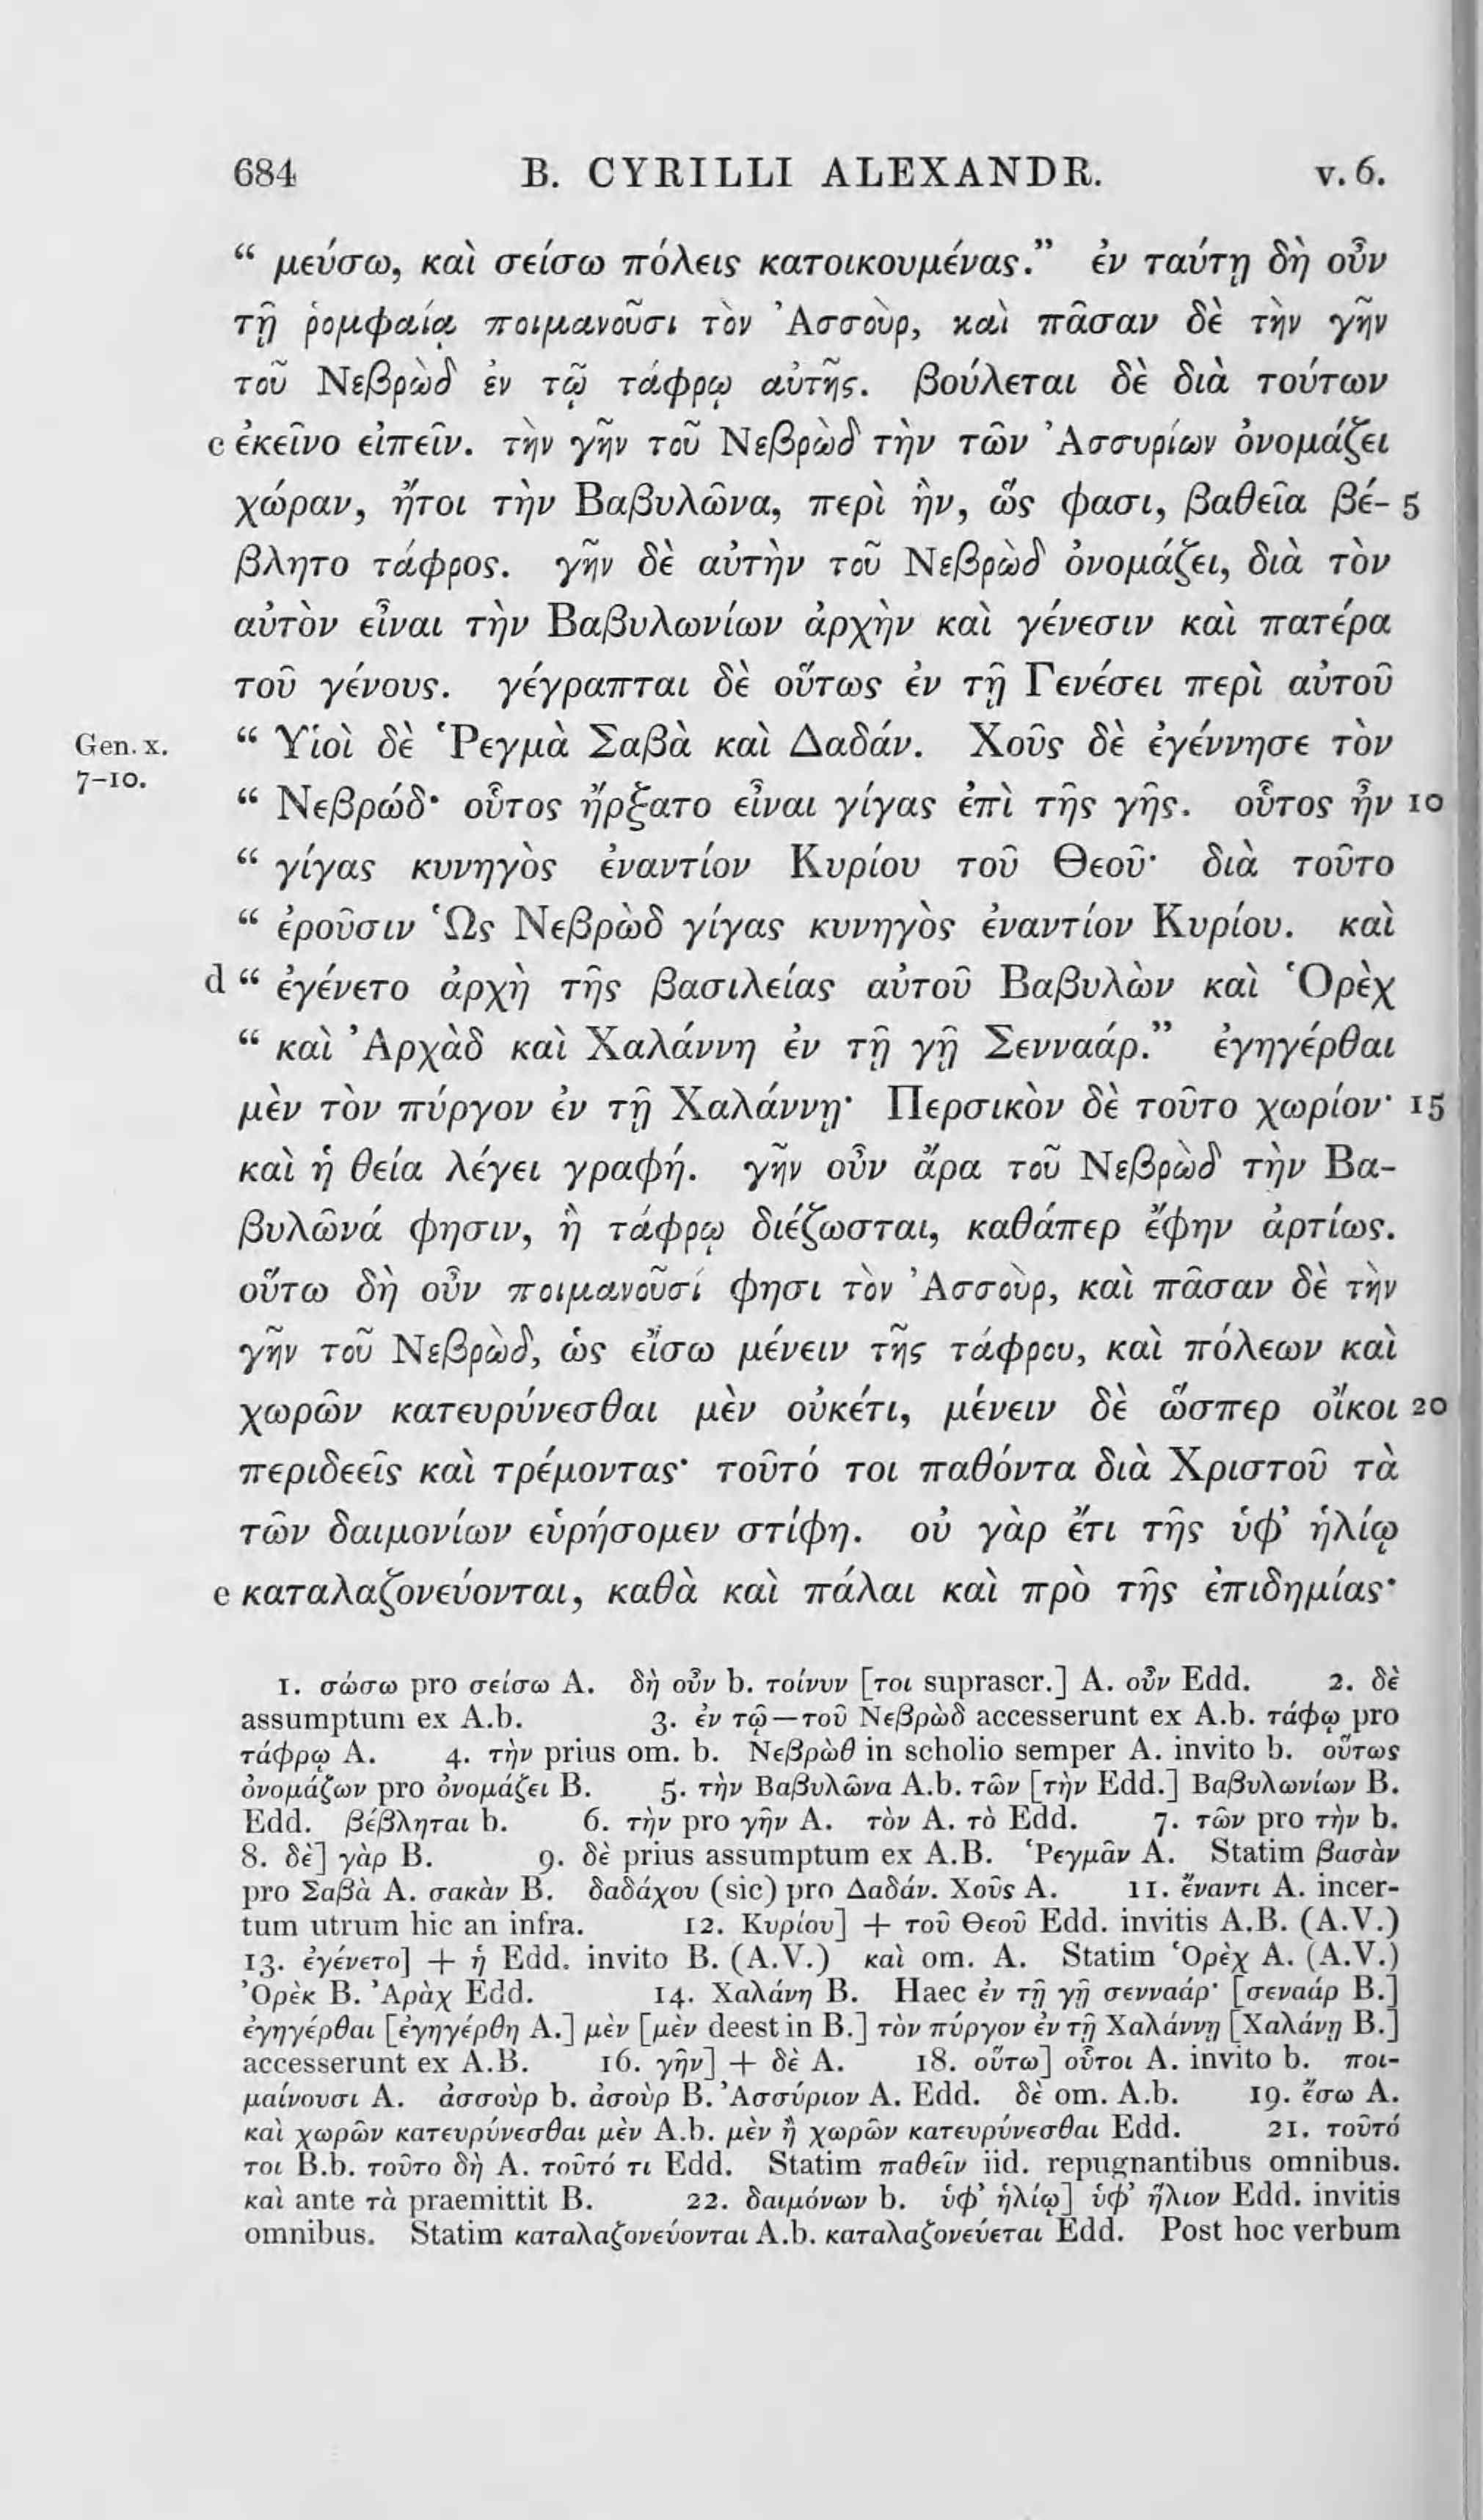 684 B. CYRILLI ALEXANDR. v. 6.
“ μεύσω, καὶ σείσω πόλεις κατοικουμένας.” ἐν ταύτῃ δὴ οὖν
τῇ ῥομφαίᾳ ποιμανοῦσι τὸν Ἀσσοὺρ, καὶ πᾶσαν δὲ τὴν γῆν
τοῦ Νεβρὼδ ἐν τῷ τάφρῳ αὐτῆς. βούλεται δὲ διὰ τούτων
c ἐκεῖνο εἰπεῖν. τὴν γῆν τοῦ Νεβρὼδ τὴν τῶν Ἀσσυρίων ὀνομάζει
χώραν, ἤτοι τὴν Βαβυλῶνα, περὶ ἣν, ὥς φασι, βαθεῖα βέ- 5
βλητο τάφρος. γῆν δὲ αὐτὴν τοῦ Νεβρὼδ ὀνομάζει, διὰ τὸν
αὐτὸν εἶναι τὴν Βαβυλωνίων ἀρχὴν καὶ γένεσιν καὶ πατέρα
τοῦ γένους. γέγραπται δὲ οὕτως ἐν τῇ Γενέσει περὶ αὐτοῦ
Gen. x. “ Υἱοὶ δὲ Ῥεγμὰ Σαβὰ καὶ Δαδάν. Χοῦς δὲ ἐγέννησε τὸν
7-10. “ Νεβρώδ· οὗτος ἤρξατο εἶναι γίγας ἐπὶ τῆς γῆς. οὗτος ἦν 10
“ γίγας κυνηγὸς ἐναντίον Κυρίου τοῦ Θεοῦ· διὰ τοῦτο
“ ἐροῦσιν Ὡς Νεβρὼδ γίγας κυνηγὸς ἐναντίον Κυρίου. καὶ
d “ ἐγένετο ἀρχὴ τῆς βασιλείας αὐτοῦ Βαβυλὼν καὶ Ὀρὲχ
“ καὶ Ἀρχὰδ καὶ Χαλάννη ἐν τῇ γῇ Σενναάρ.” ἐγηγέρθαι
μὲν τὸν πύργον ἐν τῇ Χαλάννῃ· Περσικὸν δὲ τοῦτο χωρίον· 15
καὶ ἡ θεία λέγει γραφή. γῆν οὖν ἄρα τοῦ Νεβρὼδ τὴν Βα-
βυλῶνά φησιν, ἣ τάφρῳ διέζωσται, καθάπερ ἔφην ἀρτίως.
οὕτω δὴ οὖν ποιμανοῦσί φησι τὸν Ἀσσοὺρ, καὶ πᾶσαν δὲ τὴν
γῆν τοῦ Νεβρὼδ, ὡς εἴσω μένειν τῆς τάφρου, καὶ πόλεων καὶ
χωρῶν κατευρύνεσθαι μὲν οὐκέτι, μένειν δὲ ὥσπερ οἴκοι 20
περιδεεῖς καὶ τρέμοντας· τοῦτό τοι παθόντα διὰ Χριστοῦ τὰ
τῶν δαιμονίων εὑρήσομεν στίφη. οὐ γὰρ ἔτι τῆς ὑφ’ ἡλίῳ
e καταλαζονεύονται, καθὰ καὶ πάλαι καὶ πρὸ τῆς ἐπιδημίας·
1. σώσω pro σείσω A. δὴ οὖν b. τοίνυν [τοι suprascr.] A. οὖν Edd. 2. δὲ
assumptum ex A.b. 3. ἐν τῷ—τοῦ Νεβρὼδ accesserunt ex A.b. τάφῳ pro
τάφρῳ A. 4. τὴν prius om. b. Νεβρὼθ in scholio semper A. invito b. οὕτως
ὀνομάζων pro ὀνομάζει B. 5. τὴν Βαβυλῶνα A.b. τῶν [τὴν Edd.] Βαβυλωνίων B.
Edd. βέβληται b. 6. τὴν pro γῆν A. τὸν A. τὸ Edd. 7. τῶν pro τὴν b.
8. δὲ] γὰρ B. 9. δὲ prius assumptum ex A.B. Ῥεγμᾶν A. Statim βασὰν
pro Σαβὰ A. σακὰν B. δαδάχου (sic) pro Δαδάν. Χοῦς A. 11. ἔναντι A. incer-
tum utrum hic an infra. 12. Κυρίου] + τοῦ Θεοῦ Edd. invitis A.B. (A.V.)
13. ἐγένετο] + ἡ Edd. invito B. (A.V.) καὶ om. A. Statim Ὀρὲχ A. (A.V.)
Ὀρὲκ B. Ἀρὰχ Edd. 14. Χαλάνη B. Haec ἐν τῇ γῇ σενναάρ· [σεναάρ B.]
ἐγηγέρθαι [ἐγηγέρθη A.] μὲν [μὲν deest in B.] τὸν πύργον ἐν τῇ Χαλάννῃ [Χαλάνῃ B.]
accesserunt ex A.B. 16. γῆν] + δὲ A. 18. οὕτω] οὗτοι A. invito b. ποι-
μαίνουσι A. ἀσσοὺρ b. ἀσοὺρ B. Ἀσσύριον A. Edd. δὲ om. A.b. 19. ἔσω A.
καὶ χωρῶν κατευρύνεσθαι μὲν A.b. μὲν ἢ χωρῶν κατευρύνεσθαι Edd. 21. τοῦτό
τοι B.b. τοῦτο δὴ A. τοῦτό τι Edd. Statim παθεῖν iid. repugnantibus omnibus.
καὶ ante τὰ praemittit B. 22. δαιμόνων b. ὑφ’ ἡλίῳ] ὑφ’ ἥλιον Edd. invitis
omnibus. Statim καταλαζονεύονται A.b. καταλαζονεύεται Edd. Post hoc verbum